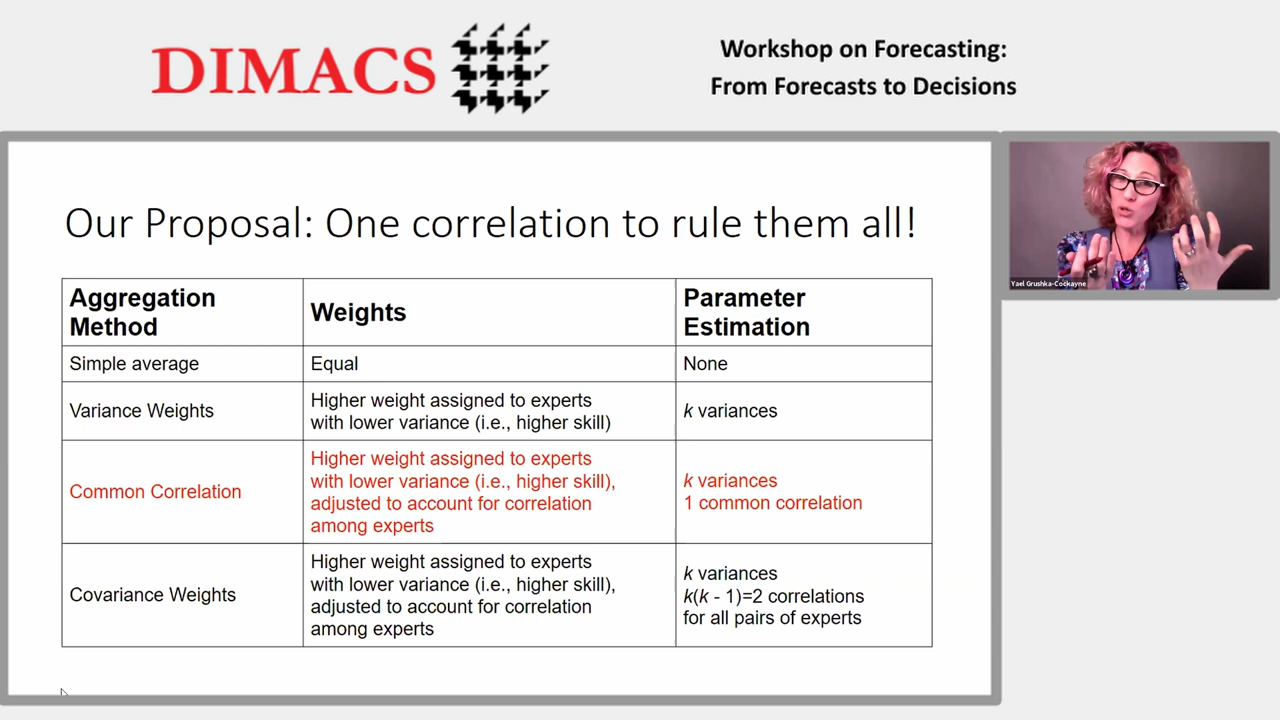 DIMACS
Workshop on Forecasting:
From Forecasts to Decisions
Our Proposal: One correlation to rule them all!
Aggregation
Method
Weights
Parameter
Estimation
Simple average
Equal
None
Variance Weights
Higher weight assigned to experts
with lower variance (i.e., higher skill)
k variances
Common Correlation
Higher weight assigned to experts
with lower variance (i.e., higher skill),
adjusted to account for correlation
among experts
k variances
1 common correlation
Covariance Weights
Higher weight assigned to experts
with lower variance (i.e., higher skill),
adjusted to account for correlation
among experts
k variances
k(k - 1)=2 correlations
for all pairs of experts
Yael Grushka-Cockayne